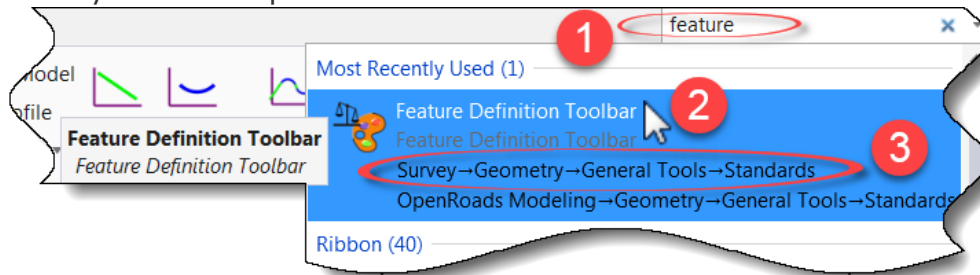 feature
1
Most Recently Used (1)
Model
ofile
Feature Definition Toolbar
2
Feature Definition Toolbar
Feature Definition Toolbar
Feature Definition Toolbar
3
Survey→Geometry→General Tools→Standards
OpenRoads Modeling→Geometry→General Tools→Standards
Ribbon (40)